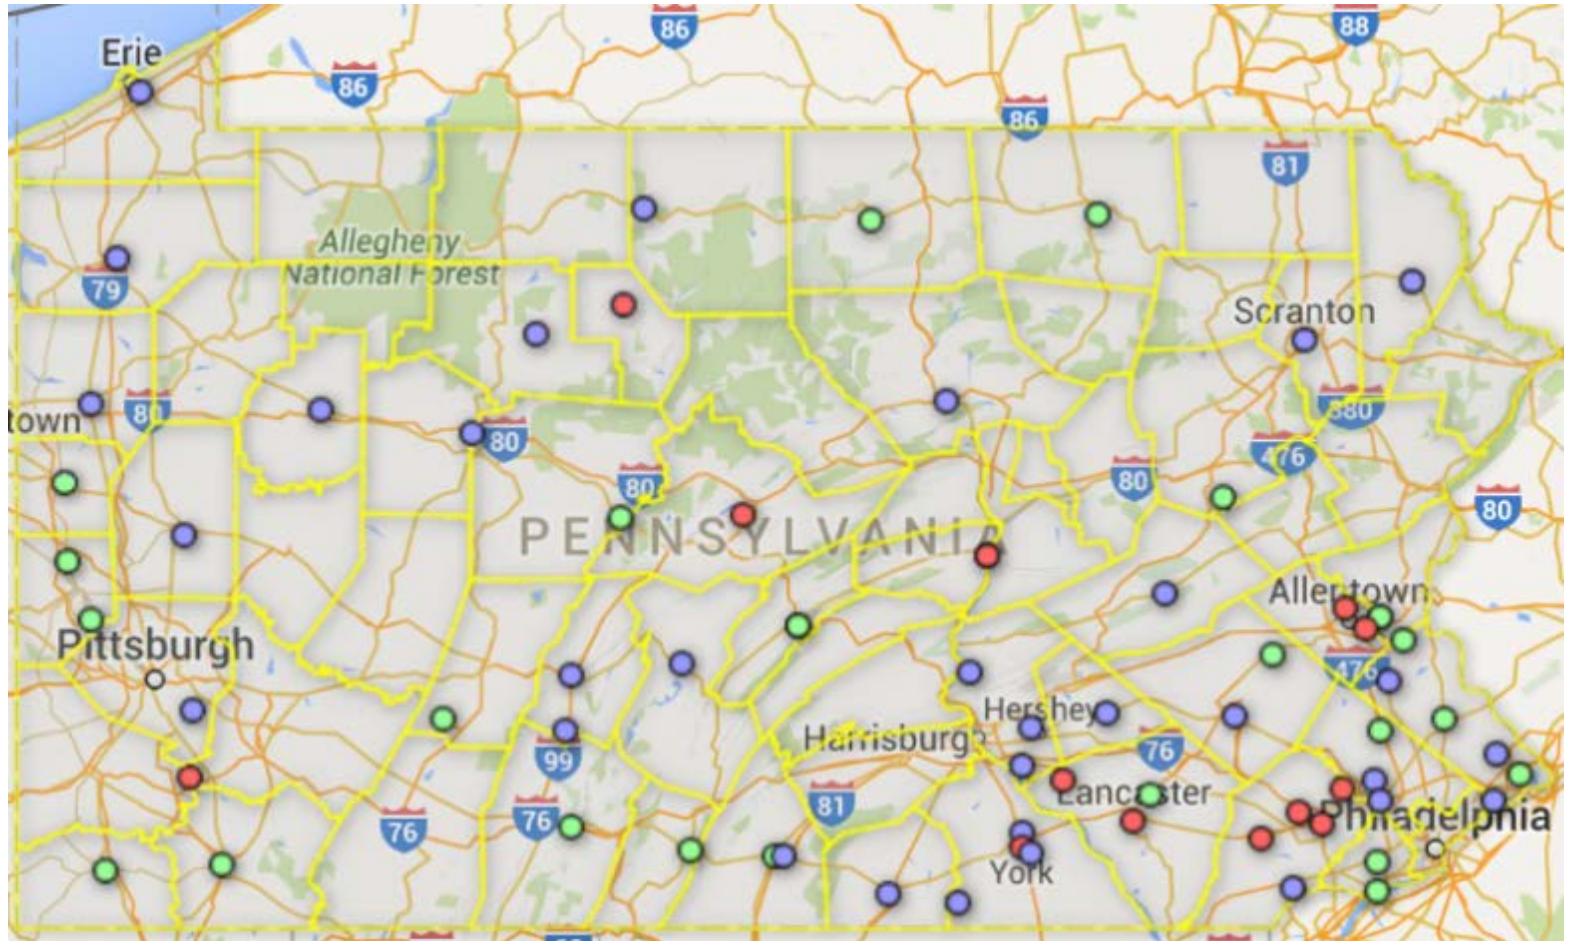 86
88
Erie
86
86
81
Allegheny
National Forest
79
Scranton
80
380
town
80
476
80
80
80
PENNSYLVANIA
Allentown
Pittsburgh
476
Hershey
Harrisburg
76
99
Lancaster
81
76
76
Philadelphia
York